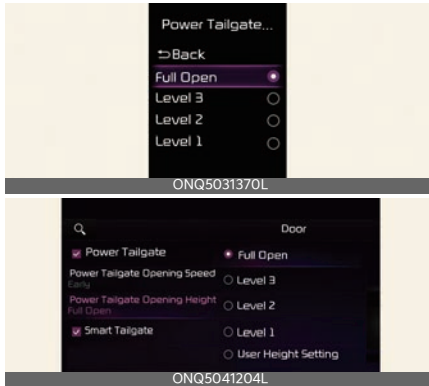 Power Tailgate...
⮌Back
Full Open
Level 3
Level 2
Level 1
ONQ5031370L
Door
Power Tailgate
Full Open
Power Tailgate Opening Speed
Early
Level 3
Power Tailgate Opening Height
Full Open
Level 2
Smart Tailgate
Level 1
User Height Setting
ONQ5041204L